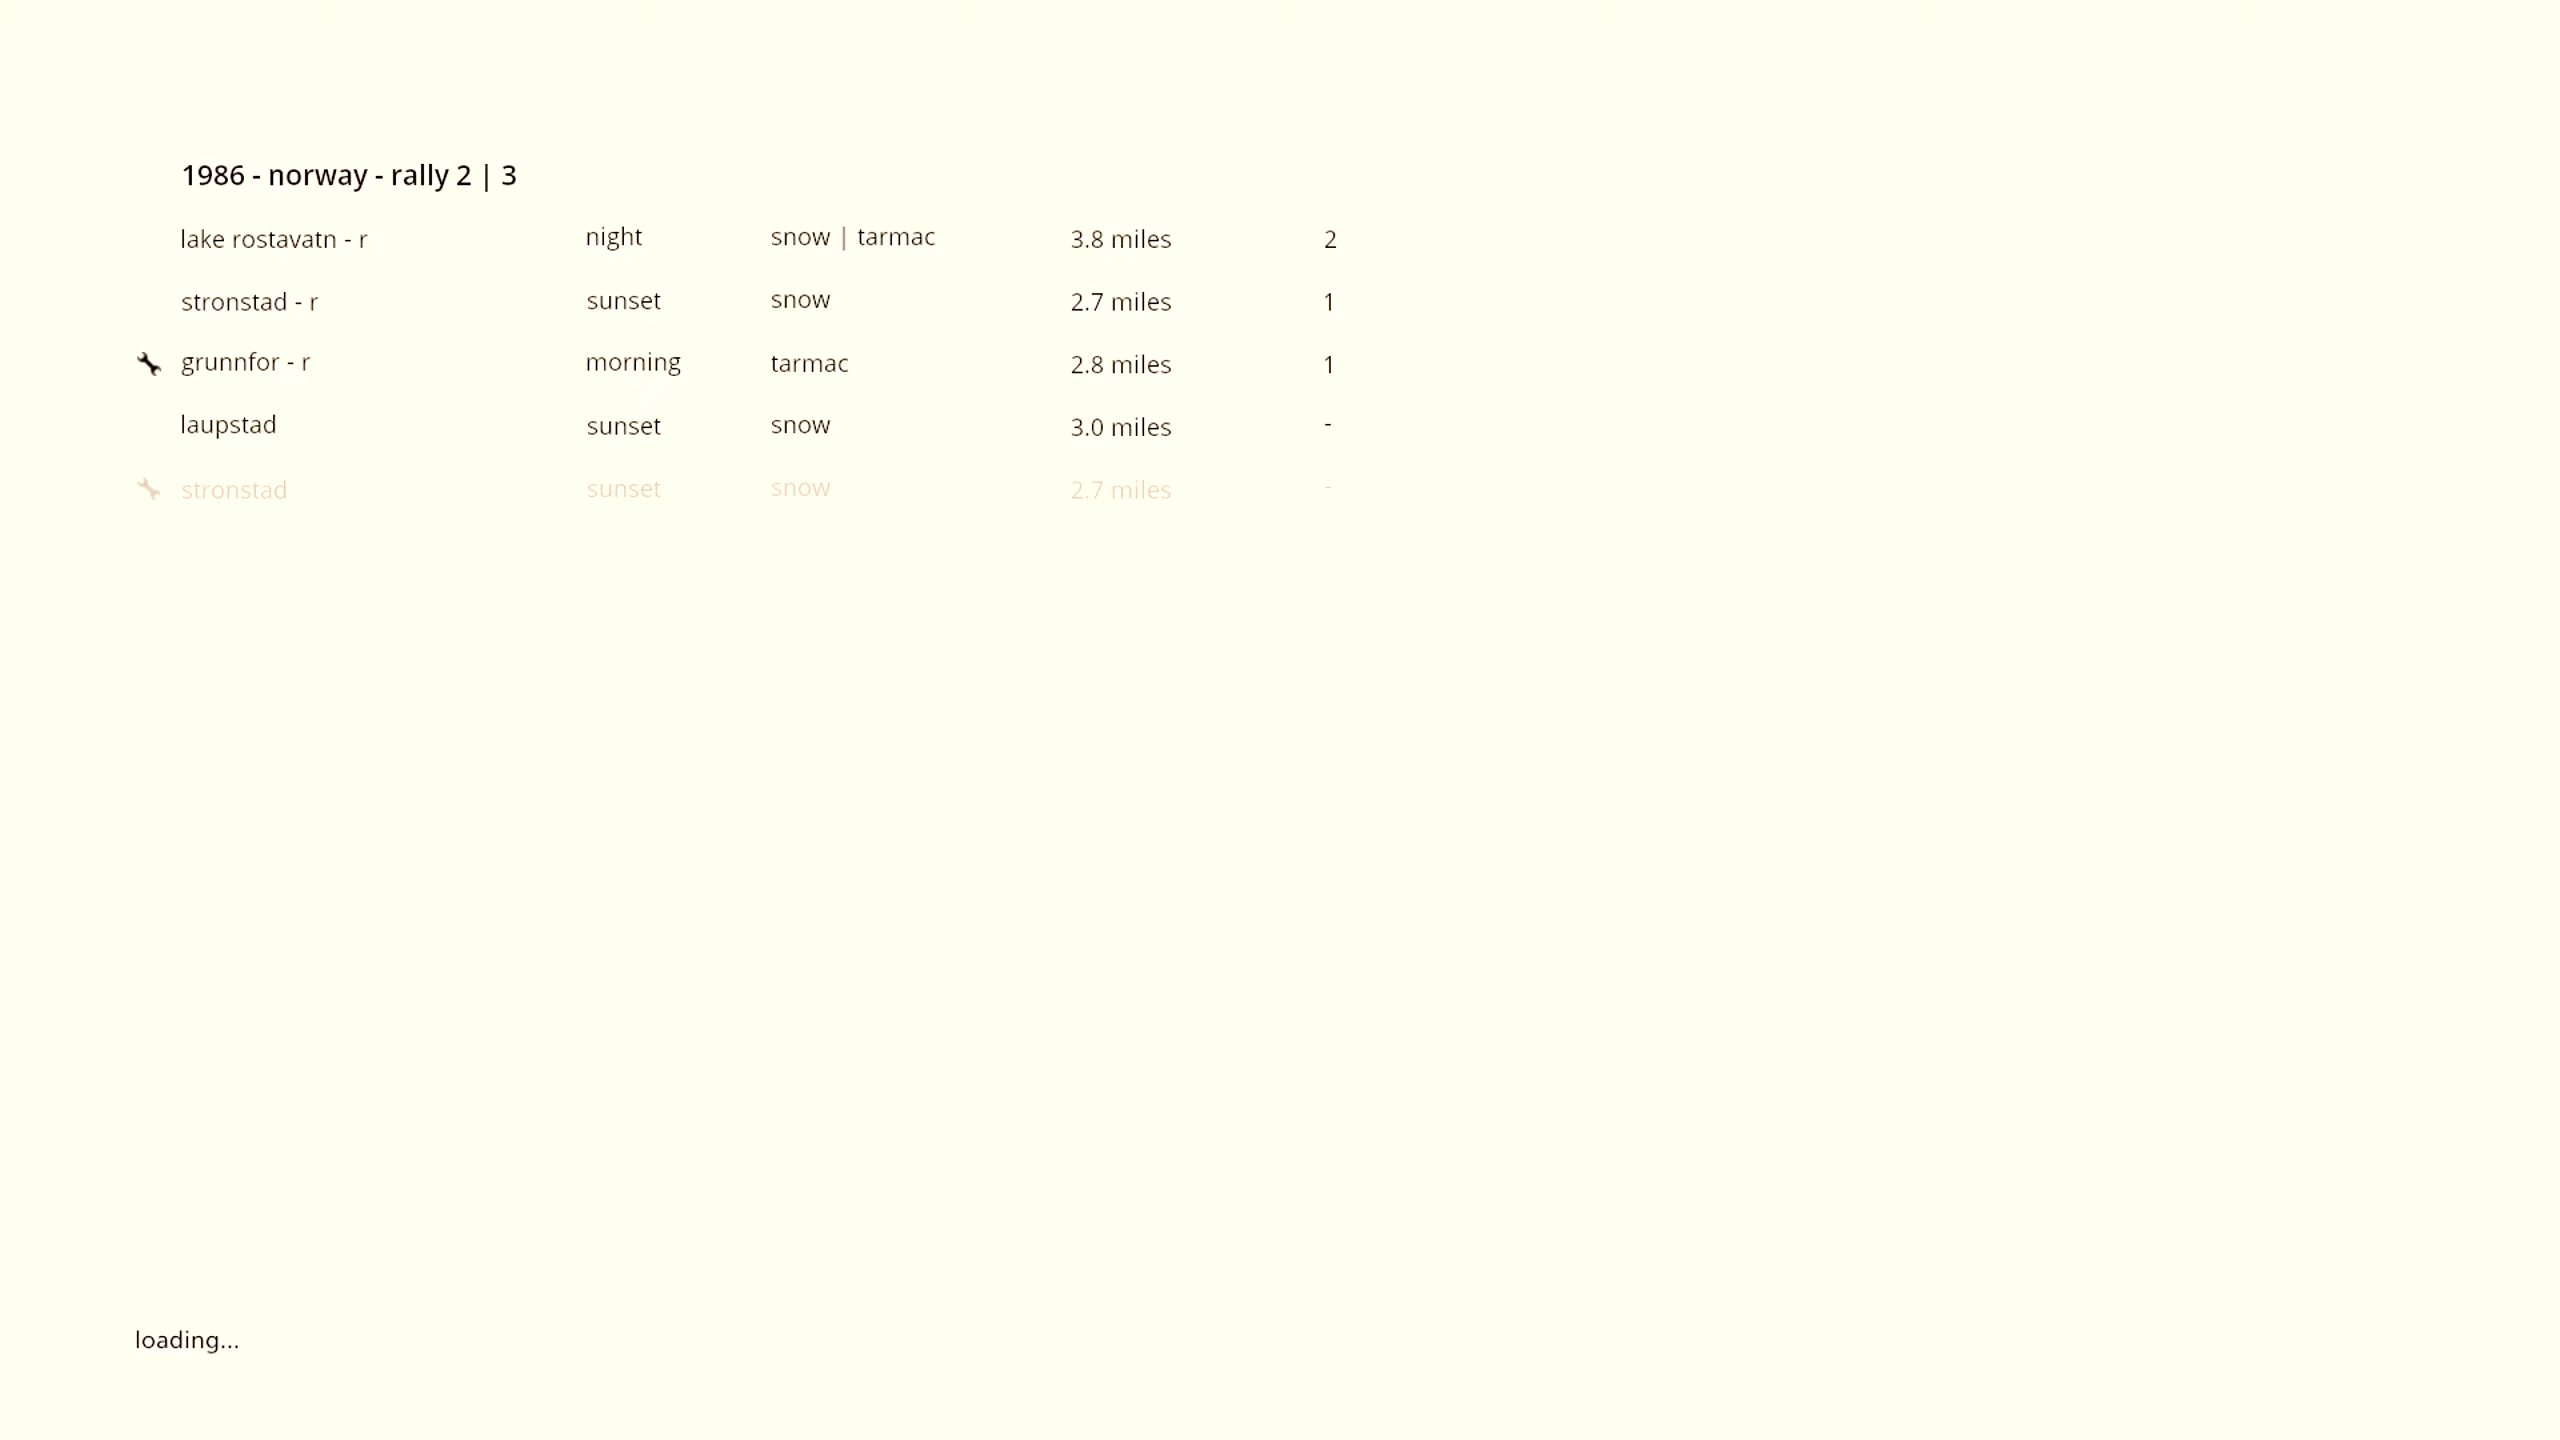 1986 - norway - rally 2 | 3
lake rostavatn - r night snow | tarmac 3.8 miles 2
stronstad - r sunset snow 2.7 miles 1
grunnfor - r morning tarmac 2.8 miles 1
laupstad sunset snow 3.0 miles -
stronstad sunset snow 2.7 miles -
loading...